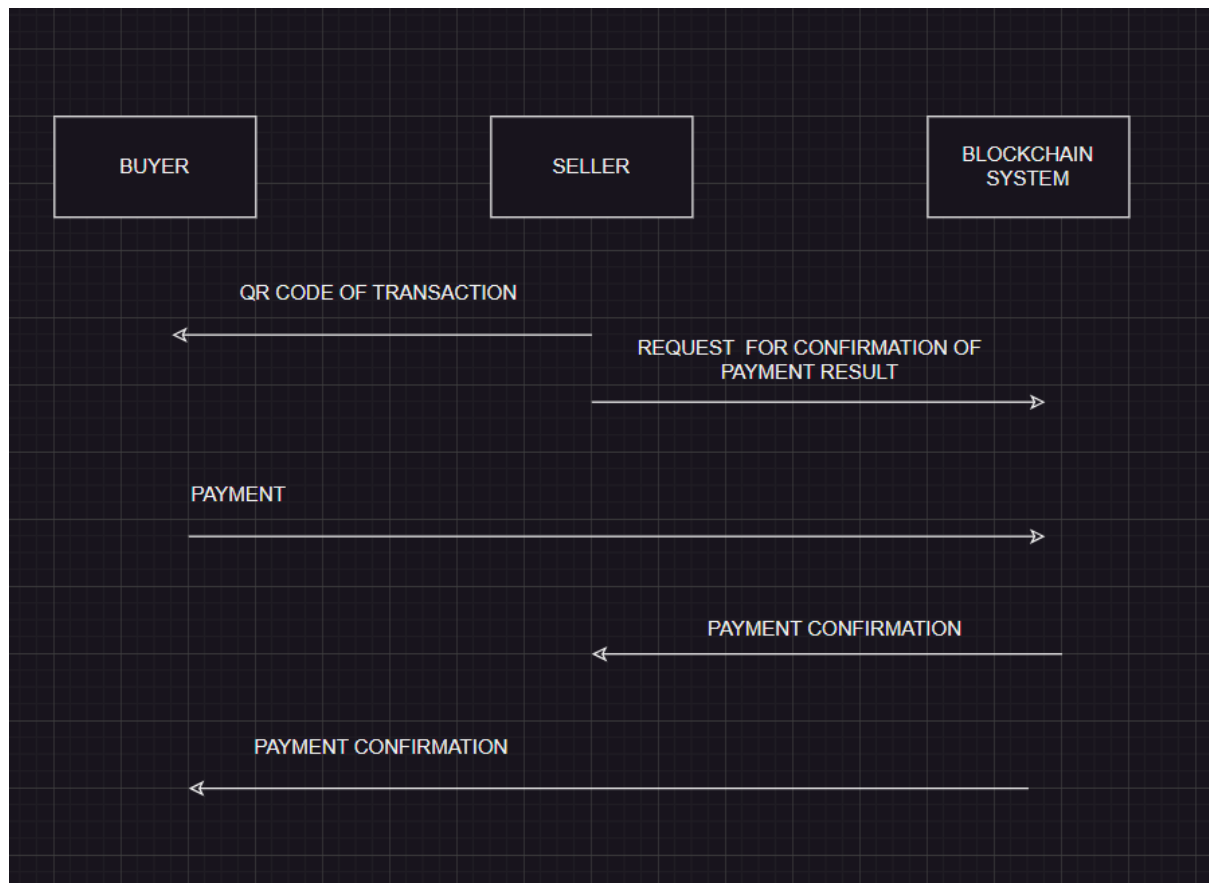 BUYER
SELLER
BLOCKCHAIN
SYSTEM
QR CODE OF TRANSACTION
REQUEST FOR CONFIRMATION OF
PAYMENT RESULT
PAYMENT
PAYMENT CONFIRMATION
PAYMENT CONFIRMATION